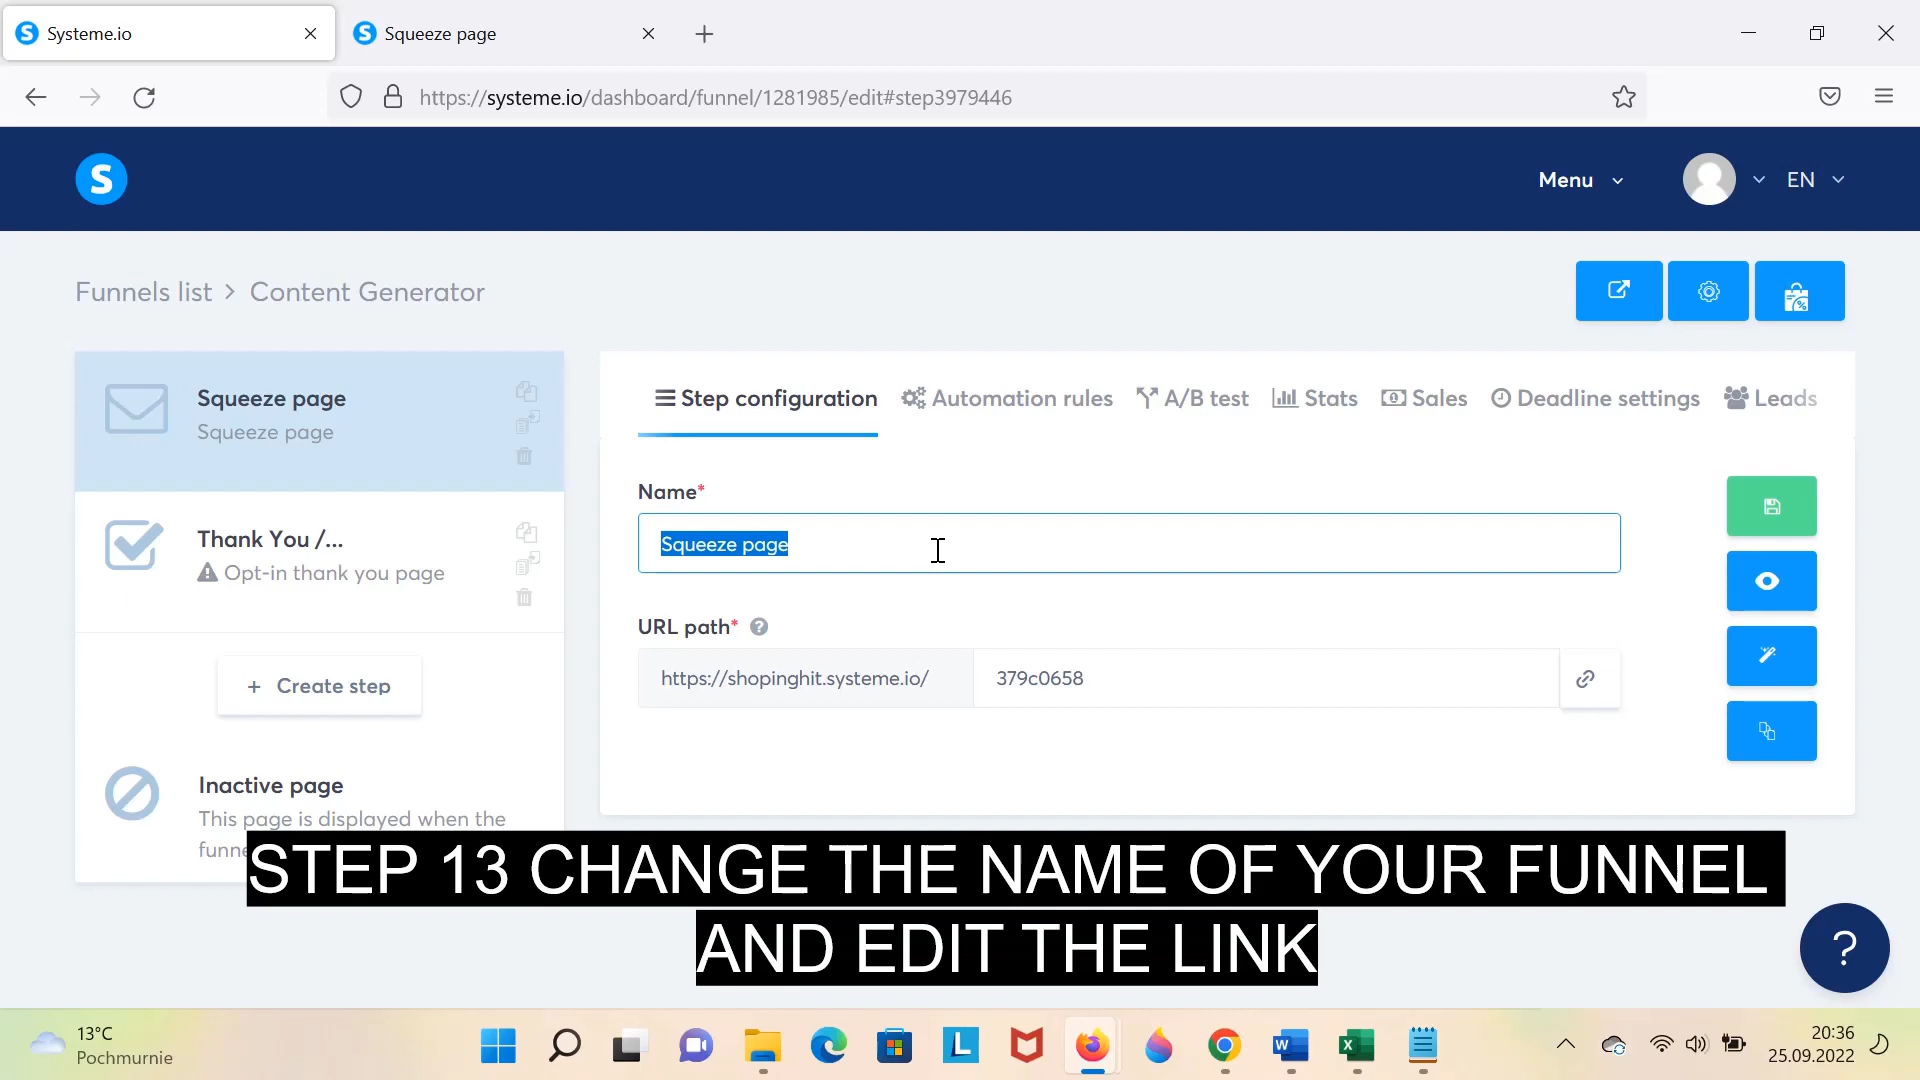 Systeme.io
Squeeze page
https://systeme.io/dashboard/funnel/1281985/edit#step3979446
S
Menu
EN
Funnels list > Content Generator
Squeeze page
Squeeze page
Thank You /...
Opt-in thank you page
+ Create step
Inactive page
This page is displayed when the
funne
Step configuration Automation rules A/B test Stats Sales Deadline settings Leads
Name*
Squeeze page
URL path* ?
https://shopinghit.systeme.io/ 379c0658
STEP 13 CHANGE THE NAME OF YOUR FUNNEL
AND EDIT THE LINK
?
13°C
Pochmurnie
20:36
25.09.2022